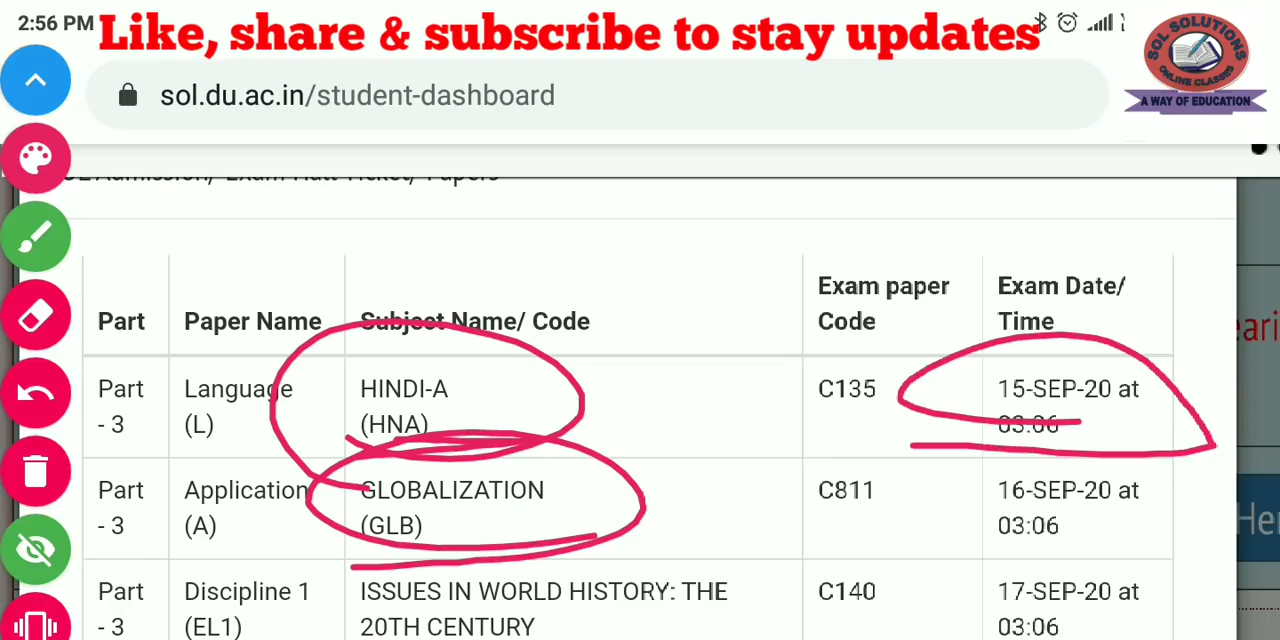 2:56 PM
Like, share & subscribe to stay updates
SOL SOLUTIONS
ONLINE CLASSES
A WAY OF EDUCATION
sol.du.ac.in/student-dashboard
Part
Paper Name
Subject Name/ Code
Exam paper
Code
Exam Date/
Time
Part
- 3
Language
(L)
HINDI-A
(HNA)
C135
15-SEP-20 at
03:06
Part
- 3
Application
(A)
GLOBALIZATION
(GLB)
C811
16-SEP-20 at
03:06
Part
- 3
Discipline 1
(EL1)
ISSUES IN WORLD HISTORY: THE
20TH CENTURY
C140
17-SEP-20 at
03:06